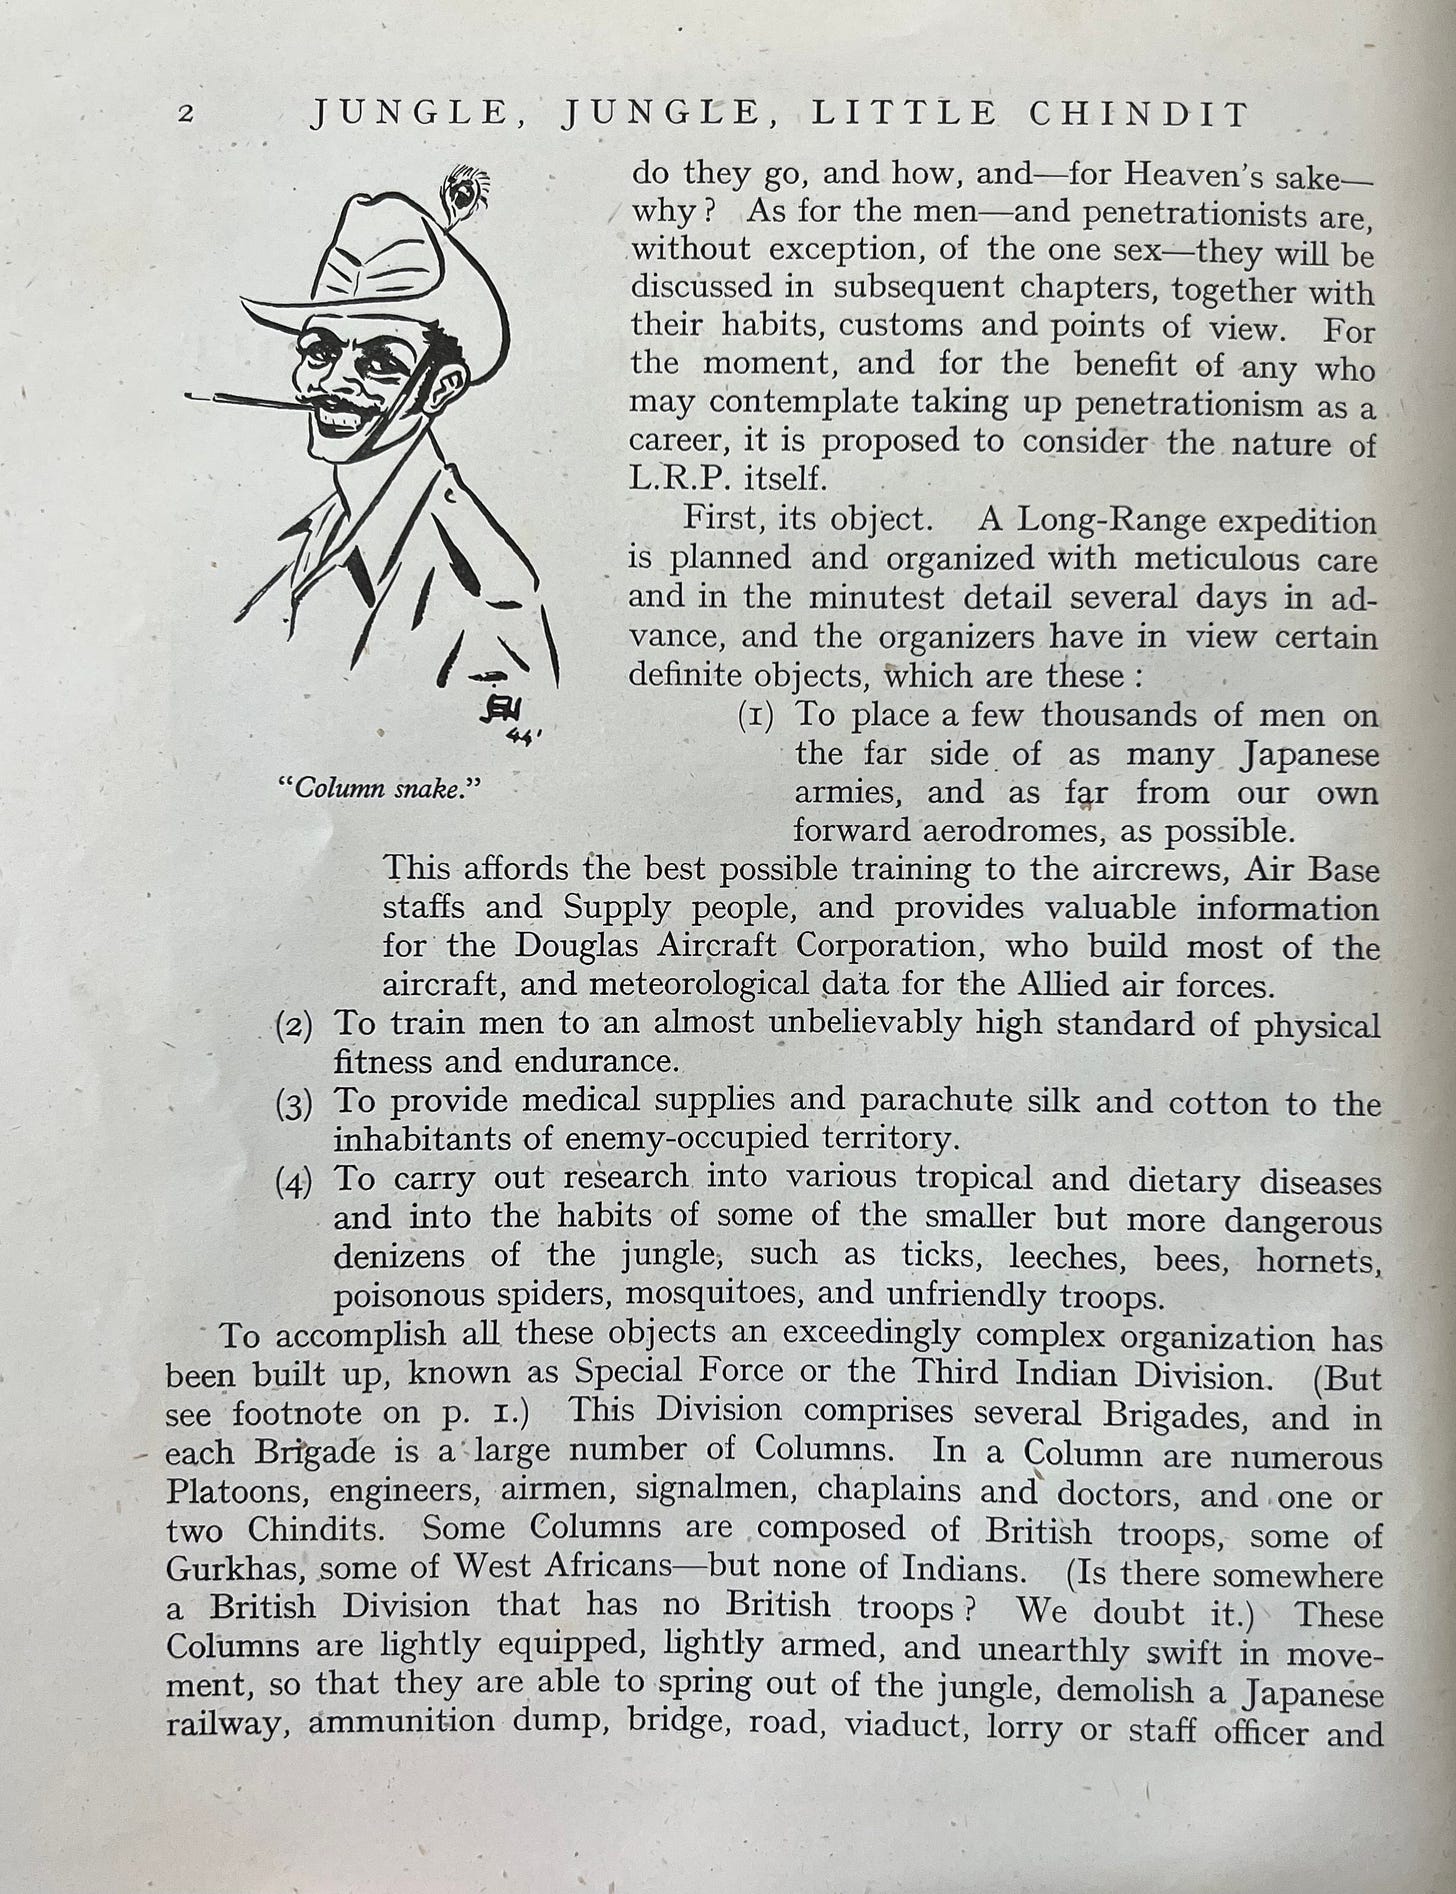 2 JUNGLE, JUNGLE, LITTLE CHINDIT
do they go, and how, and—for Heaven's sake—
why? As for the men—and penetrationists are,
without exception, of the one sex—they will be
discussed in subsequent chapters, together with
their habits, customs and points of view. For
the moment, and for the benefit of any who
may contemplate taking up penetrationism as a
career, it is proposed to consider the nature of
L.R.P. itself.
First, its object. A Long-Range expedition
is planned and organized with meticulous care
and in the minutest detail several days in ad-
vance, and the organizers have in view certain
definite objects, which are these :
44'
"Column snake."
(1) To place a few thousands of men on
the far side of as many Japanese
armies, and as far from our own
forward aerodromes, as possible.
This affords the best possible training to the aircrews, Air Base
staffs and Supply people, and provides valuable information
for the Douglas Aircraft Corporation, who build most of the
aircraft, and meteorological data for the Allied air forces.
(2) To train men to an almost unbelievably high standard of physical
fitness and endurance.
(3) To provide medical supplies and parachute silk and cotton to the
inhabitants of enemy-occupied territory.
(4) To carry out research into various tropical and dietary diseases
and into the habits of some of the smaller but more dangerous
denizens of the jungle, such as ticks, leeches, bees, hornets,
poisonous spiders, mosquitoes, and unfriendly troops.
To accomplish all these objects an exceedingly complex organization has
been built up, known as Special Force or the Third Indian Division. (But
see footnote on p. 1.) This Division comprises several Brigades, and in
each Brigade is a large number of Columns. In a Column are numerous
Platoons, engineers, airmen, signalmen, chaplains and doctors, and one or
two Chindits. Some Columns are composed of British troops, some of
Gurkhas, some of West Africans—but none of Indians. (Is there somewhere
a British Division that has no British troops? We doubt it.) These
Columns are lightly equipped, lightly armed, and unearthly swift in move-
ment, so that they are able to spring out of the jungle, demolish a Japanese
railway, ammunition dump, bridge, road, viaduct, lorry or staff officer and